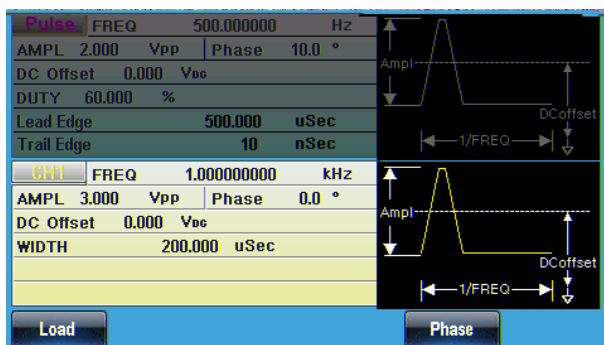 Pulse FREQ 500.000000 Hz
AMPL 2.000 Vpp Phase 10.0 °
DC Offset 0.000 VDC
DUTY 60.000 %
Lead Edge 500.000 uSec
Trail Edge 10 nSec
Ampl
DCoffset
1/FREQ
CH1 FREQ 1.000000000 kHz
AMPL 3.000 Vpp Phase 0.0 °
DC Offset 0.000 VDC
WIDTH 200.000 uSec
Ampl
DCoffset
1/FREQ
Load Phase